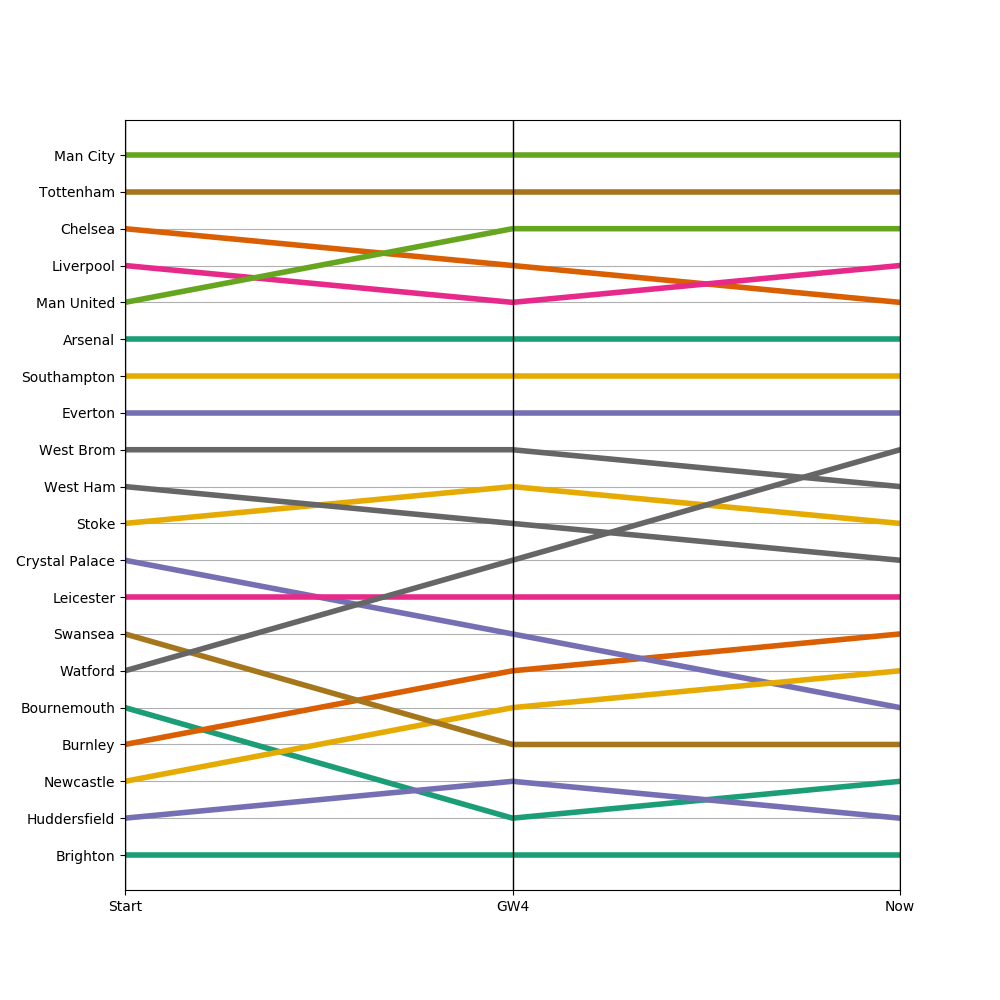 Man City
Tottenham
Chelsea
Liverpool
Man United
Arsenal
Southampton
Everton
West Brom
West Ham
Stoke
Crystal Palace
Leicester
Swansea
Watford
Bournemouth
Burnley
Newcastle
Huddersfield
Brighton
Start GW4 Now